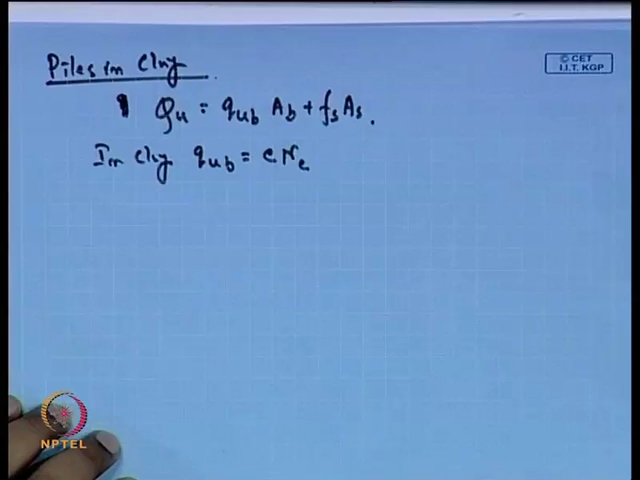 Piles in Clay
© CET
I.I.T. KGP
Qu = qub Ab + fs As.
In clay qub = c Nc
NPTEL